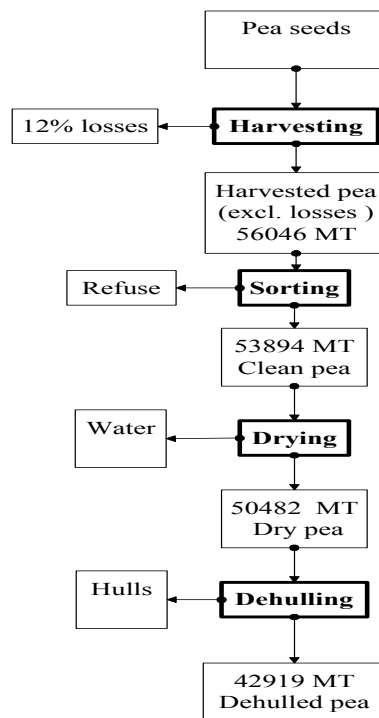 Pea seeds
12% losses
Harvesting
Harvested pea
(excl. losses )
56046 MT
Refuse
Sorting
53894 MT
Clean pea
Water
Drying
50482 MT
Dry pea
Hulls
Dehulling
42919 MT
Dehulled pea